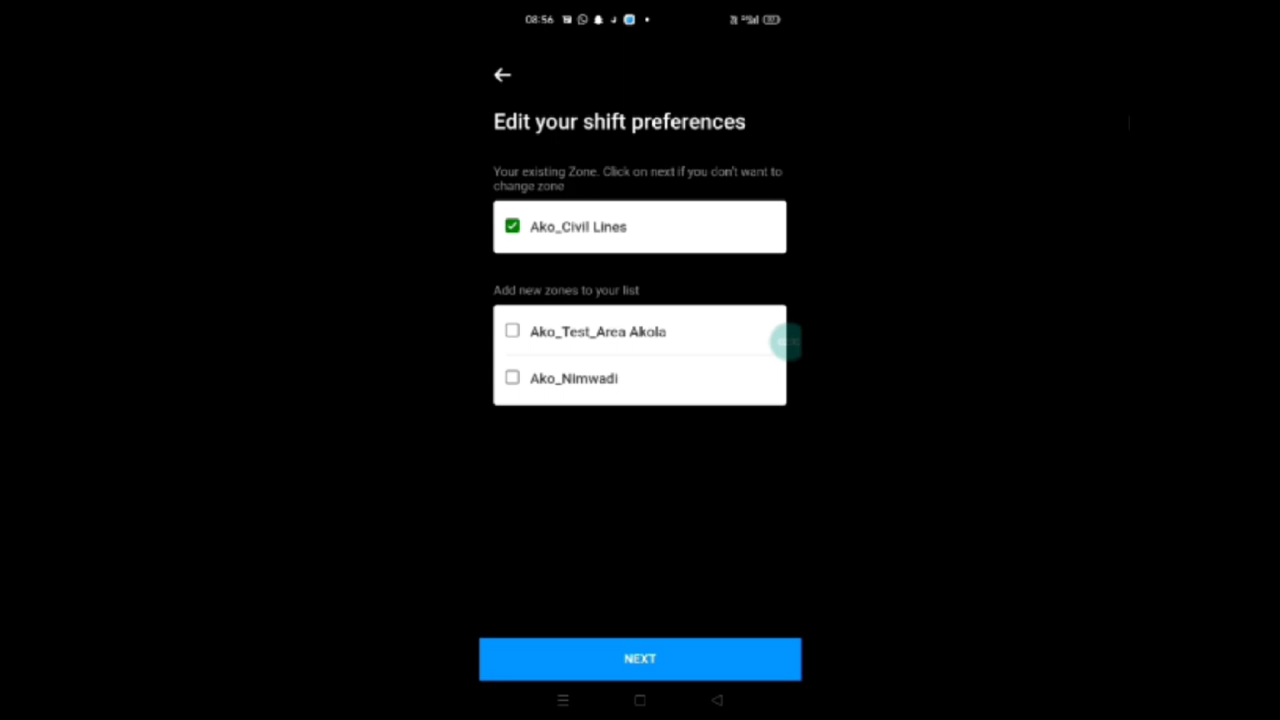 08:56
Edit your shift preferences
Your existing Zone. Click on next if you don't want to
change zone
Ako_Civil Lines
Add new zones to your list
Ako_Test_Area Akola
Ako_Nimwadi
NEXT